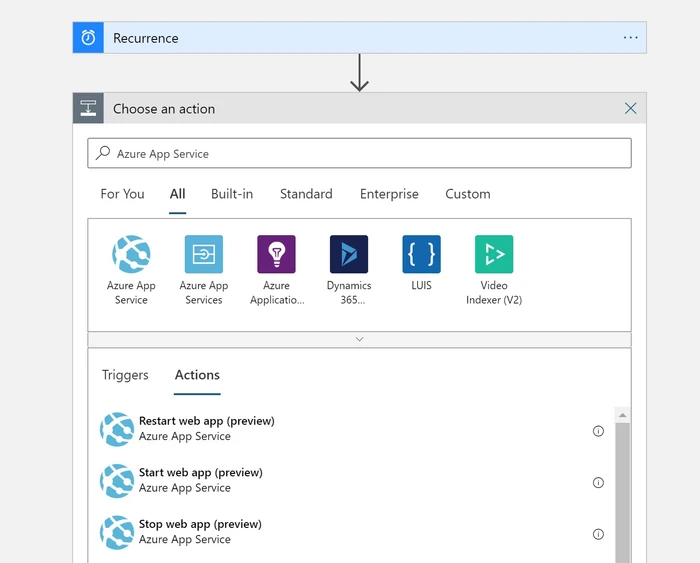 Recurrence
Choose an action
Azure App Service
For You All Built-in Standard Enterprise Custom
Azure App Service
Azure App Services
Azure Applicatio...
Dynamics 365...
LUIS
Video Indexer (V2)
Triggers Actions
Restart web app (preview)
Azure App Service
Start web app (preview)
Azure App Service
Stop web app (preview)
Azure App Service